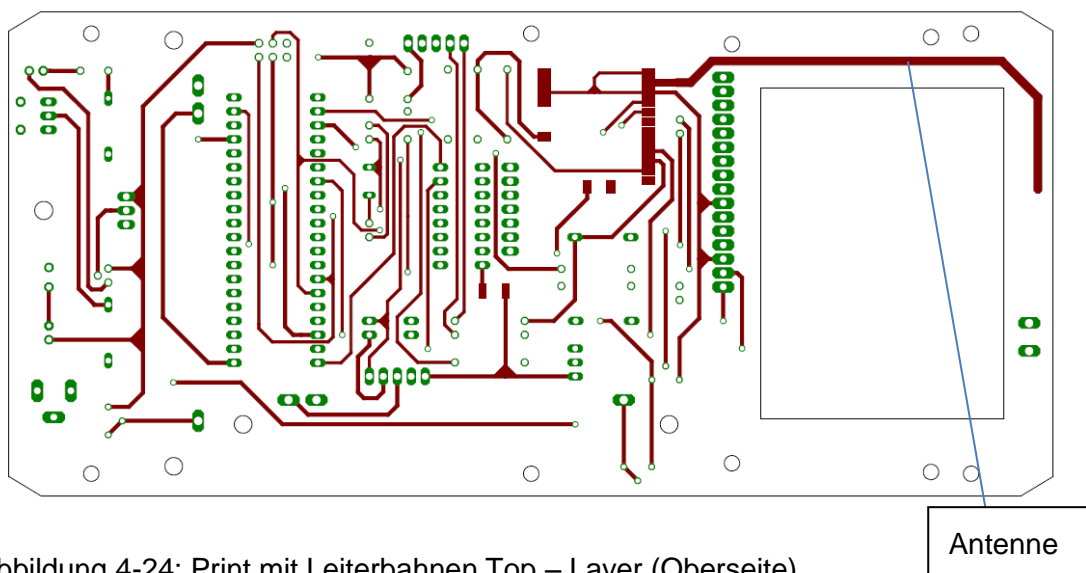 Antenne
bbildung 4-24: Print mit Leiterbahnen Top – Layer (Oberseite)